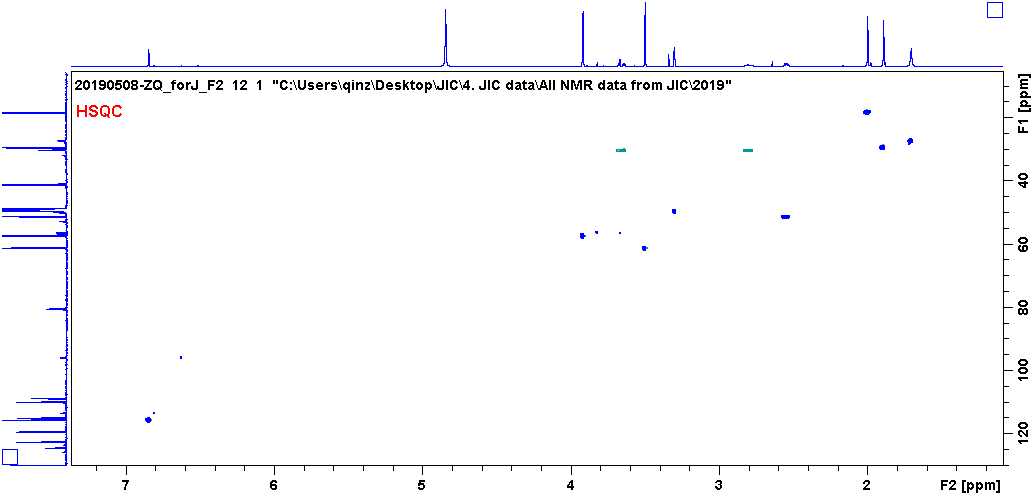 20190508-ZQ_forJ_F2 12 1 "C:\Users\qinz\Desktop\JIC\4. JIC data\All NMR data from JIC\2019"
HSQC
F1 [ppm]
40
60
80
100
120
7 6 5 4 3 2 F2 [ppm]